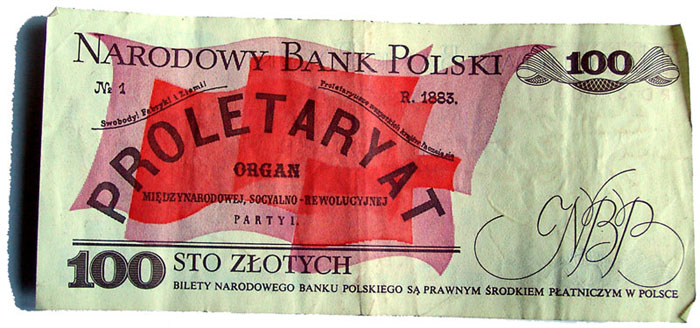 NARODOWY BANK POLSKI
100
№ 1
R. 1883.
Swobody! Fabryki i Ziemi!
Proletaryusze wszystkich krajów łączcie się
PROLETARYAT
ORGAN
MIĘDZYNARODOWEJ, SOCYALNO-REWOLUCYJNEJ
PARTYI.
NBP
100 STO ZŁOTYCH
BILETY NARODOWEGO BANKU POLSKIEGO SĄ PRAWNYM ŚRODKIEM PŁATNICZYM W POLSCE